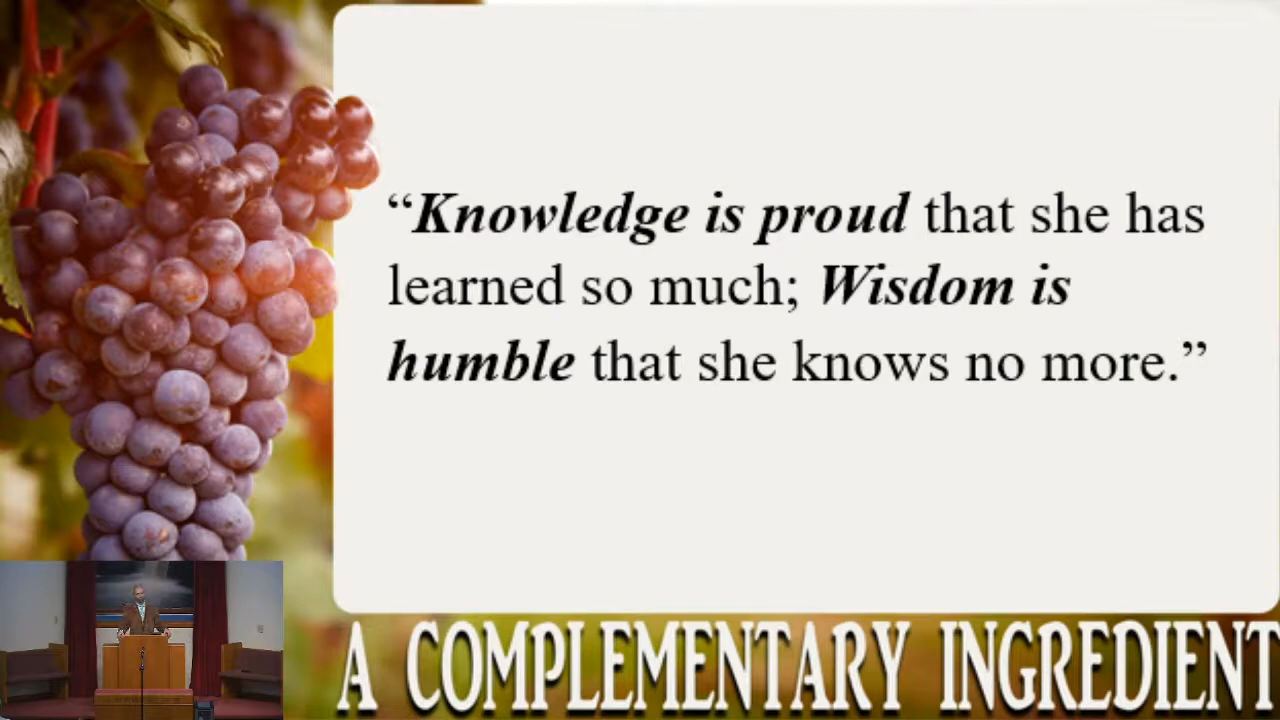 “Knowledge is proud that she has
learned so much; Wisdom is
humble that she knows no more.”
A COMPLEMENTARY INGREDIENT